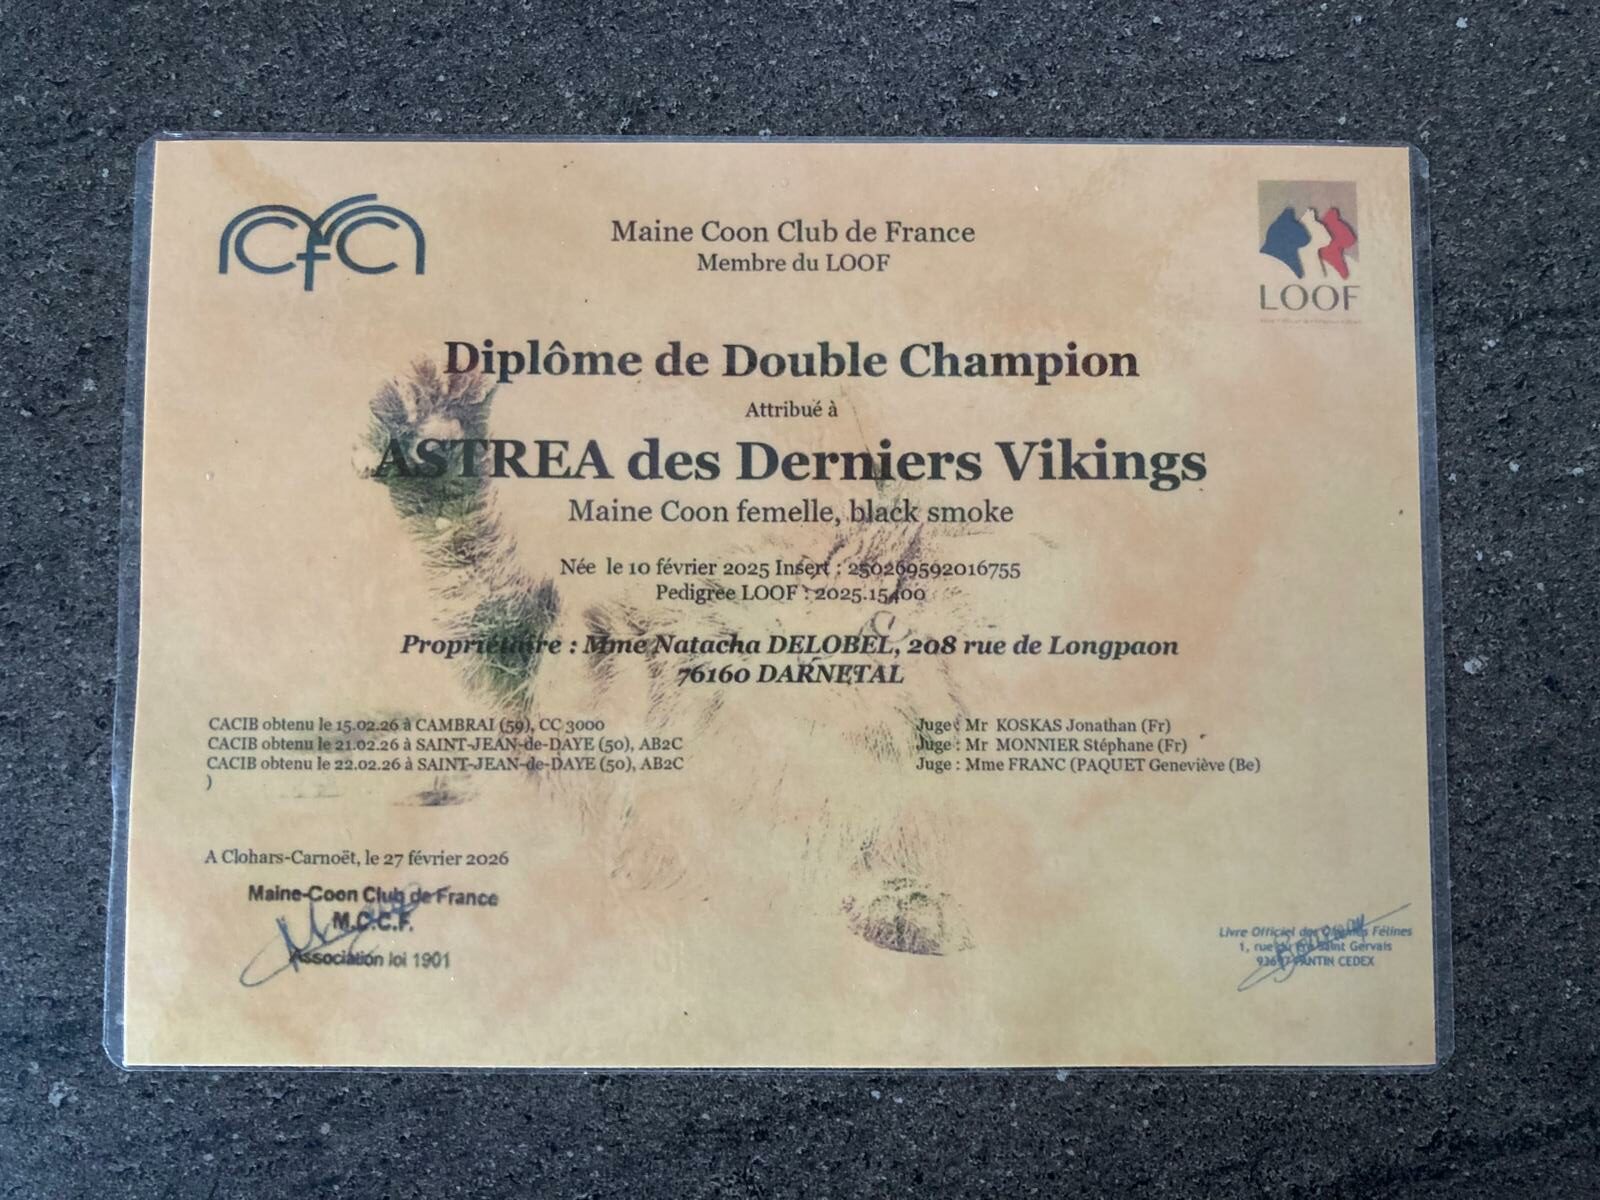 CfC
Maine Coon Club de France
Membre du LOOF
LOOF
Diplôme de Double Champion
Attribué à
ASTREA des Derniers Vikings
Maine Coon femelle, black smoke
Née le 10 février 2025 Insert : 250269592016755
Pedigree LOOF : 2025.15400
Propriétaire : Mme Natacha DELOBEL, 208 rue de Longpaon
76160 DARNETAL
CACIB obtenu le 15.02.26 à CAMBRAI (59), CC 3000 Juge : Mr KOSKAS Jonathan (Fr)
CACIB obtenu le 21.02.26 à SAINT-JEAN-de-DAYE (50), AB2C Juge : Mr MONNIER Stéphane (Fr)
CACIB obtenu le 22.02.26 à SAINT-JEAN-de-DAYE (50), AB2C Juge : Mme FRANC (PAQUET Geneviève (Be)
)
A Clohars-Carnoët, le 27 février 2026
Maine-Coon Club de France
M.C.C.F.
Association loi 1901
Livre Officiel des Origines Félines
1, rue du Pré Saint Gervais
93697 PANTIN CEDEX